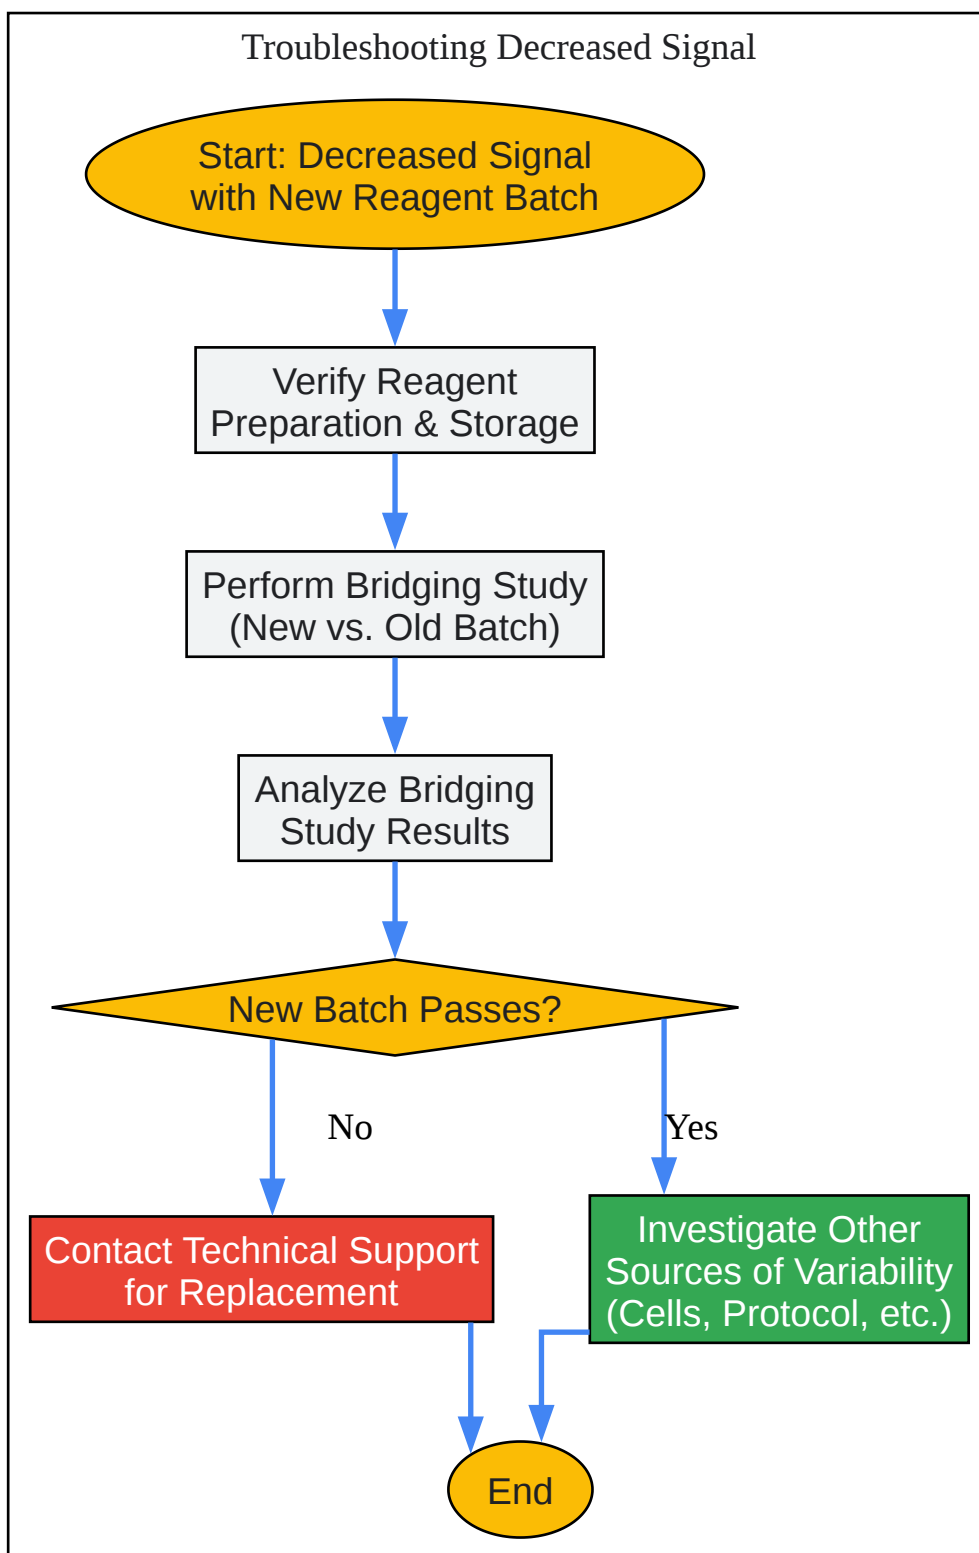 Troubleshooting Decreased Signal
Start: Decreased Signal
with New Reagent Batch
Verify Reagent
Preparation & Storage
Perform Bridging Study
(New vs. Old Batch)
Analyze Bridging
Study Results
New Batch Passes?
No
Yes
Contact Technical Support
for Replacement
Investigate Other
Sources of Variability
(Cells, Protocol, etc.)
End